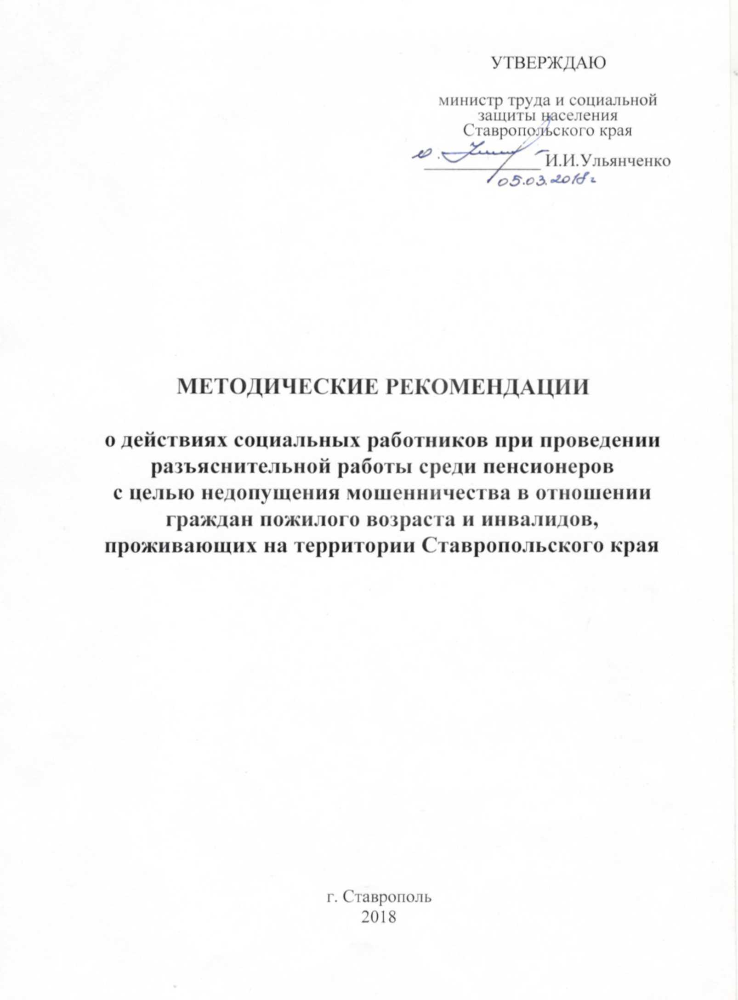 УТВЕРЖДАЮ
министр труда и социальной
защиты населения
Ставропольского края
И.И.Ульянченко
05.03.2018г
МЕТОДИЧЕСКИЕ РЕКОМЕНДАЦИИ
о действиях социальных работников при проведении
разъяснительной работы среди пенсионеров
с целью недопущения мошенничества в отношении
граждан пожилого возраста и инвалидов,
проживающих на территории Ставропольского края
г. Ставрополь
2018